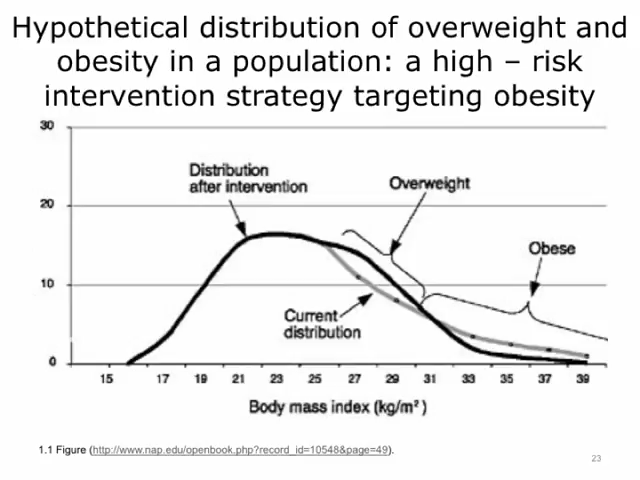 Hypothetical distribution of overweight and
obesity in a population: a high – risk
intervention strategy targeting obesity
30
Distribution
after intervention
Overweight
20
Obese
10
Current
distribution
0
15 17 19 21 23 25 27 29 31 33 35 37 39
Body mass index (kg/m²)
1.1 Figure (http://www.nap.edu/openbook.php?record_id=10548&page=49).
23